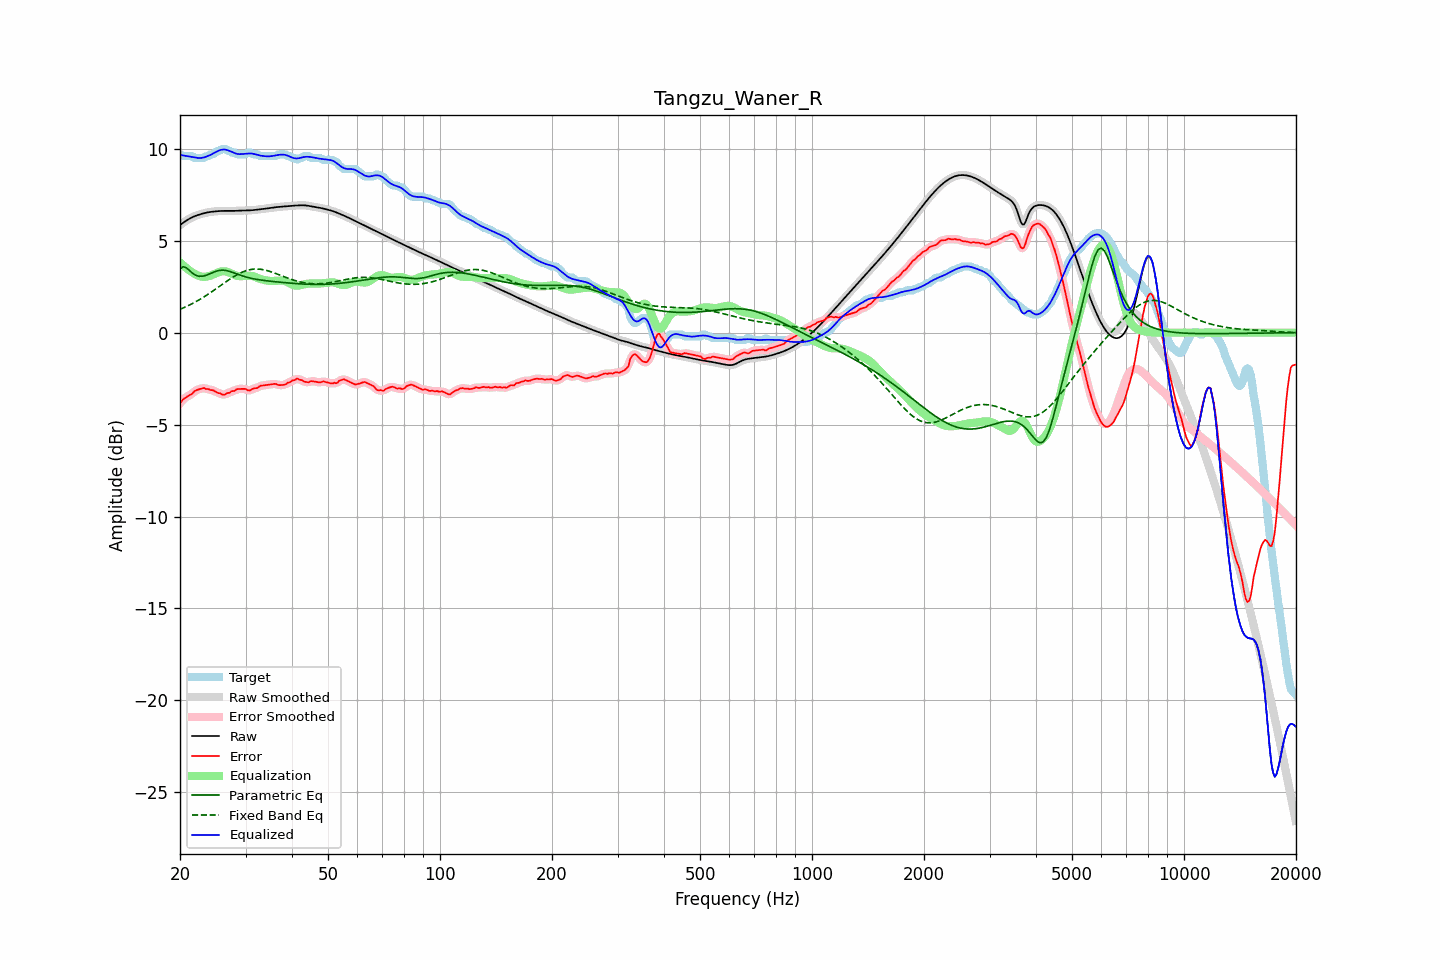 Tangzu_Waner_R
10
5
0
−5
−10
−15
−20
−25
Amplitude (dBr)
Target
Raw Smoothed
Error Smoothed
Raw
Error
Equalization
Parametric Eq
Fixed Band Eq
Equalized
20 50 100 200 500 1000 2000 5000 10000 20000
Frequency (Hz)